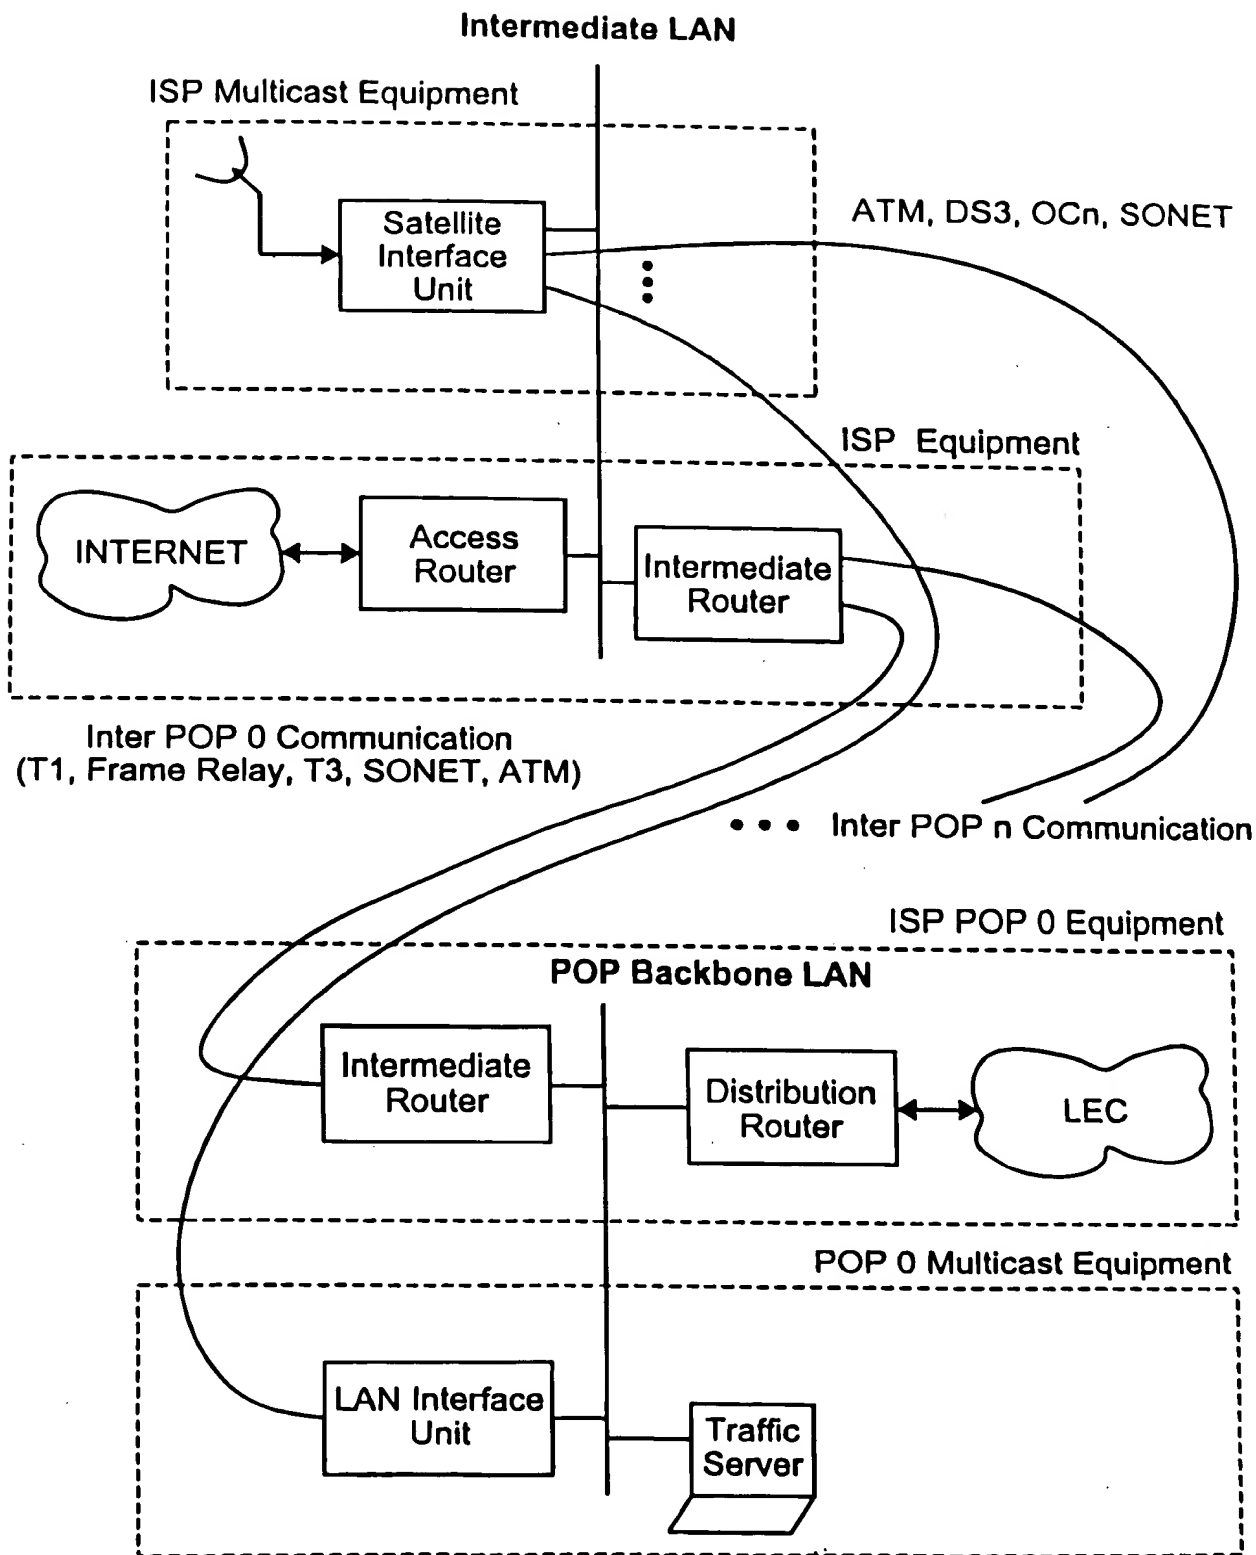 Intermediate LAN
ISP Multicast Equipment
Satellite
Interface
Unit
ATM, DS3, OCn, SONET
ISP Equipment
INTERNET
Access
Router
Intermediate
Router
Inter POP 0 Communication
(T1, Frame Relay, T3, SONET, ATM)
Inter POP n Communication
ISP POP 0 Equipment
POP Backbone LAN
Intermediate
Router
Distribution
Router
LEC
POP 0 Multicast Equipment
LAN Interface
Unit
Traffic
Server